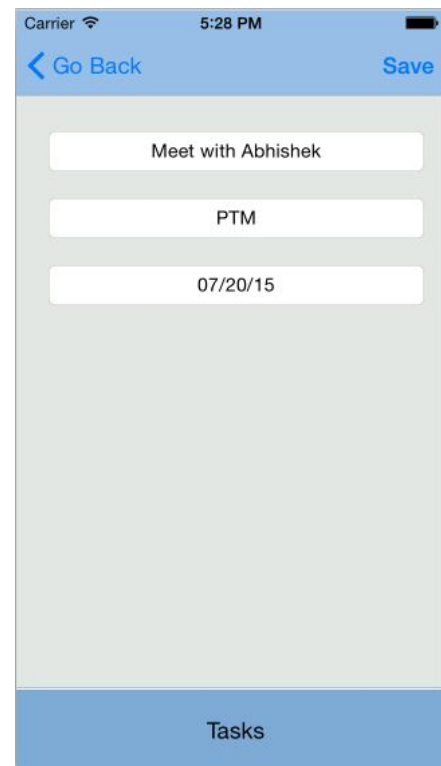 Carrier 5:28 PM
Go Back Save
Meet with Abhishek
PTM
07/20/15
Tasks